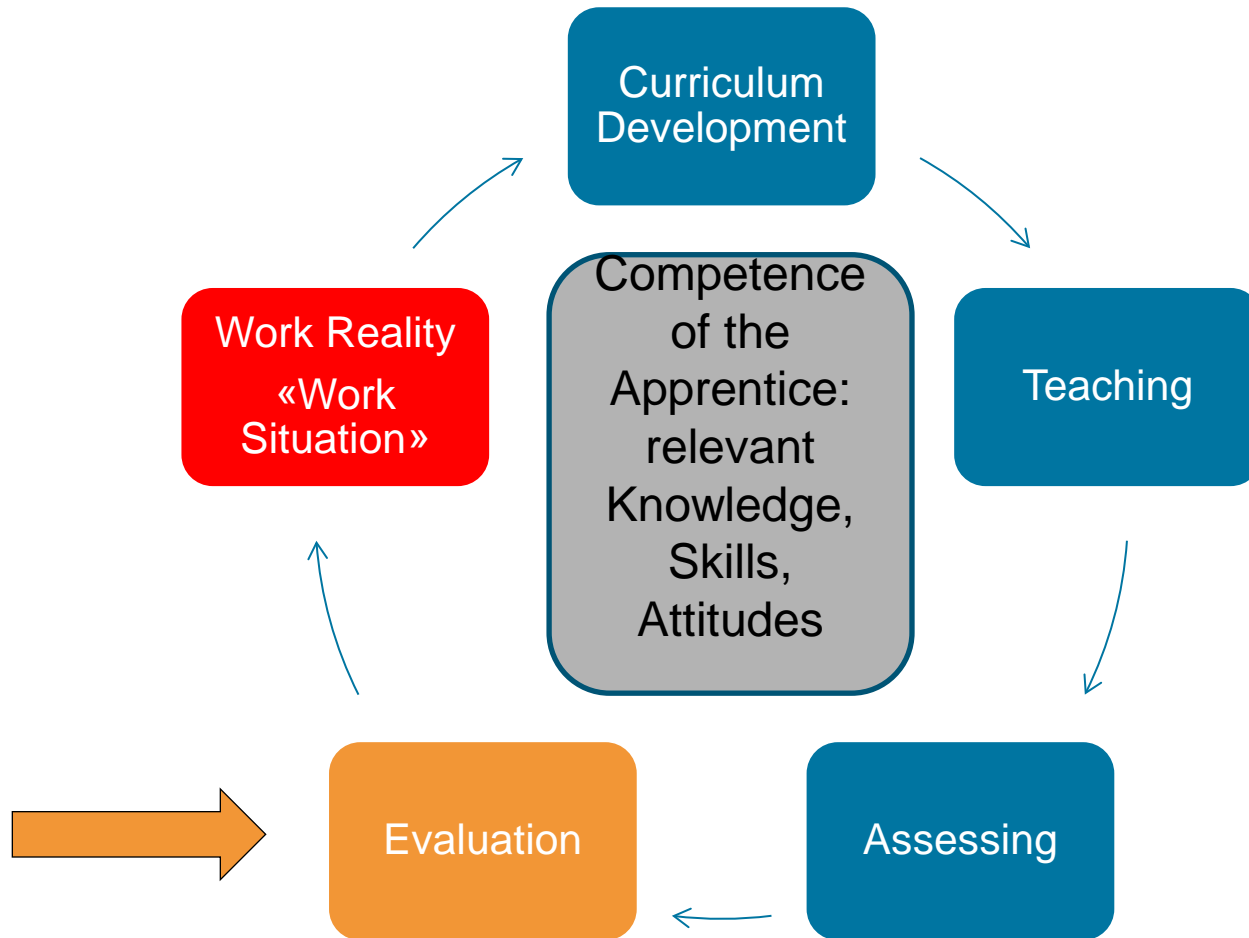 Curriculum
Development
Work Reality
«Work
Situation»
Competence
of the
Apprentice:
relevant
Knowledge,
Skills,
Attitudes
Teaching
Evaluation
Assessing